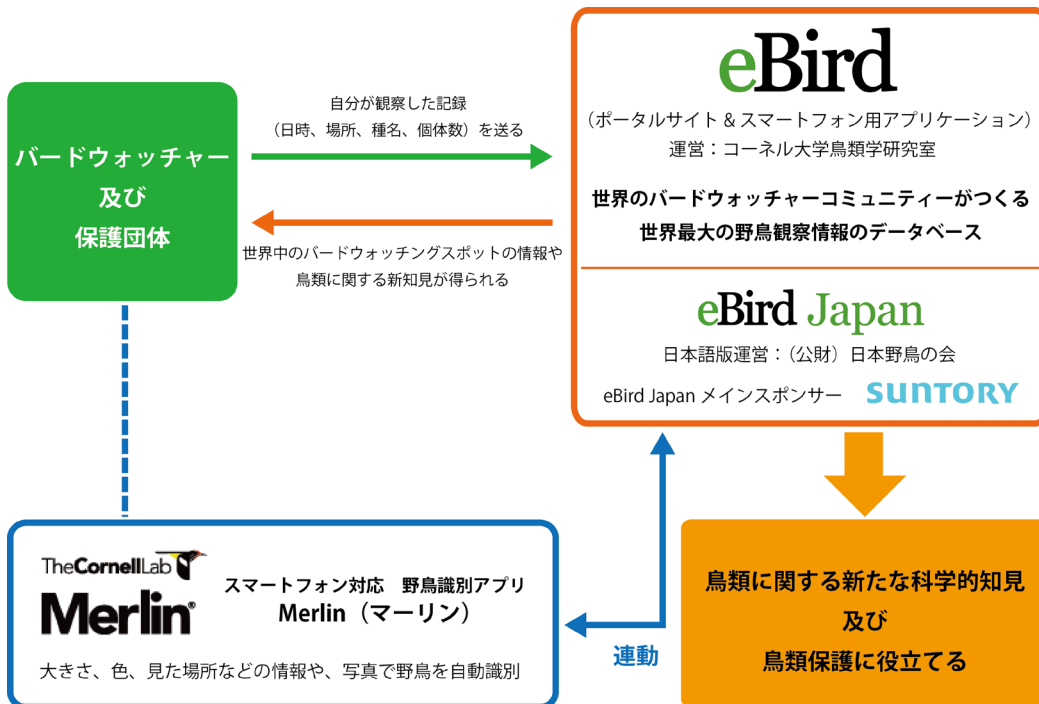 バードウォッチャー
及び
保護団体
自分が観察した記録
（日時、場所、種名、個体数）を送る
世界中のバードウォッチングスポットの情報や
鳥類に関する新知見が得られる
eBird
（ポータルサイト & スマートフォン用アプリケーション）
運営：コーネル大学鳥類学研究室
世界のバードウォッチャーコミュニティーがつくる
世界最大の野鳥観察情報のデータベース
eBird Japan
日本語版運営：（公財）日本野鳥の会
eBird Japan メインスポンサー SUNTORY
TheCornellLab
Merlin®
スマートフォン対応　野鳥識別アプリ
Merlin（マーリン）
大きさ、色、見た場所などの情報や、写真で野鳥を自動識別
連動
鳥類に関する新たな科学的知見
及び
鳥類保護に役立てる